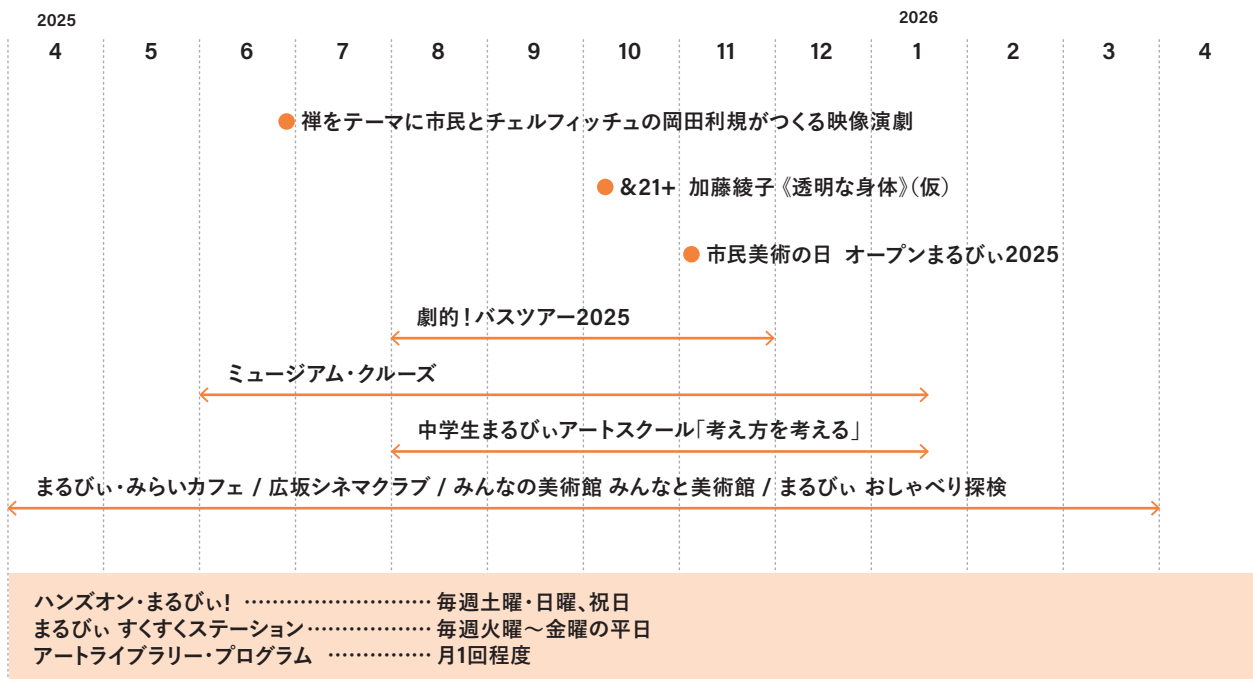 2025 2026
4 5 6 7 8 9 10 11 12 1 2 3 4
禅をテーマに市民とチェルフィッチュの岡田利規がつくる映像演劇
&21+ 加藤綾子《透明な身体》(仮)
市民美術の日 オープンまるびぃ2025
劇的!バスツアー2025
ミュージアム・クルーズ
中学生まるびぃアートスクール「考え方を考える」
まるびぃ・みらいカフェ / 広坂シネマクラブ / みんなの美術館 みんなと美術館 / まるびぃ おしゃべり探検
ハンズオン・まるびぃ! ………………………… 毎週土曜・日曜、祝日
まるびぃ すくすくステーション ……………… 毎週火曜〜金曜の平日
アートライブラリー・プログラム …………… 月1回程度